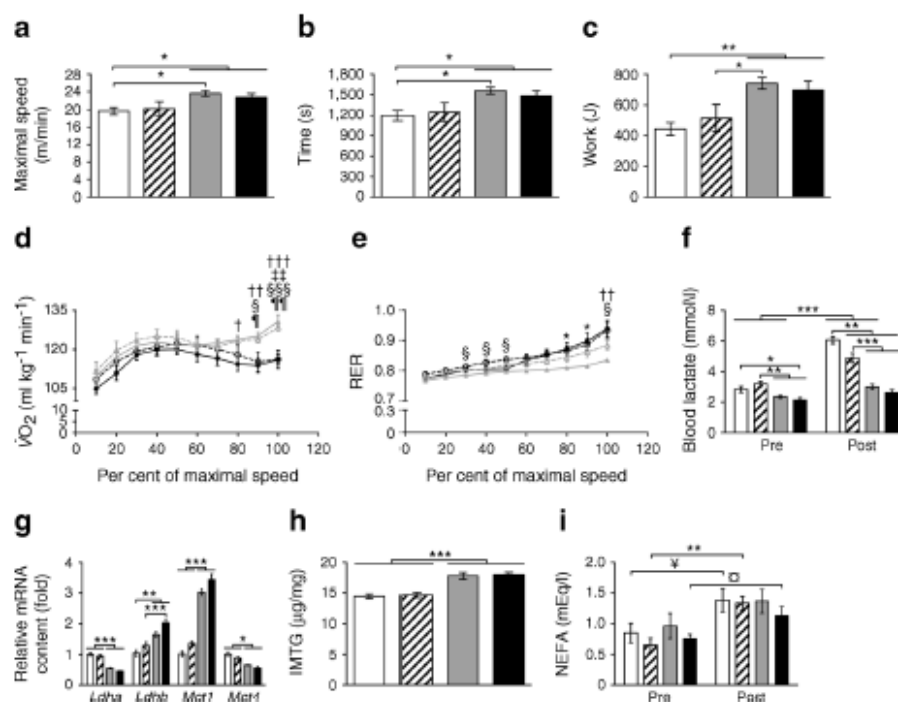 a
b
c
*
*
Maximal speed
(m/min)
28
24
20
16
12
8
4
0
*
*
Time (s)
1,800
1,500
1,200
900
600
300
0
**
*
Work (J)
800
600
400
200
0
d
e
f
†††
‡‡
§§§
††
§
¶
†
V̇O2 (ml kg−1 min−1)
135
120
105
10
0
0 20 40 60 80 100 120
Per cent of maximal speed
††
§
*
*
§ § §
RER
1.0
0.9
0.8
0.3
0
0 20 40 60 80 100 120
Per cent of maximal speed
***
**
***
*
**
Blood lactate (mmol/l)
8
6
4
2
0
Pre Post
g
h
i
***
**
***
***
*
Relative mRNA
content (fold)
4
3
2
1
0
Ldha Ldhb Mct1 Mct4
***
IMTG (μg/mg)
20
15
10
5
0
**
¥
¤
NEFA (mEq/l)
2.0
1.5
1.0
0.5
0
Pre Post